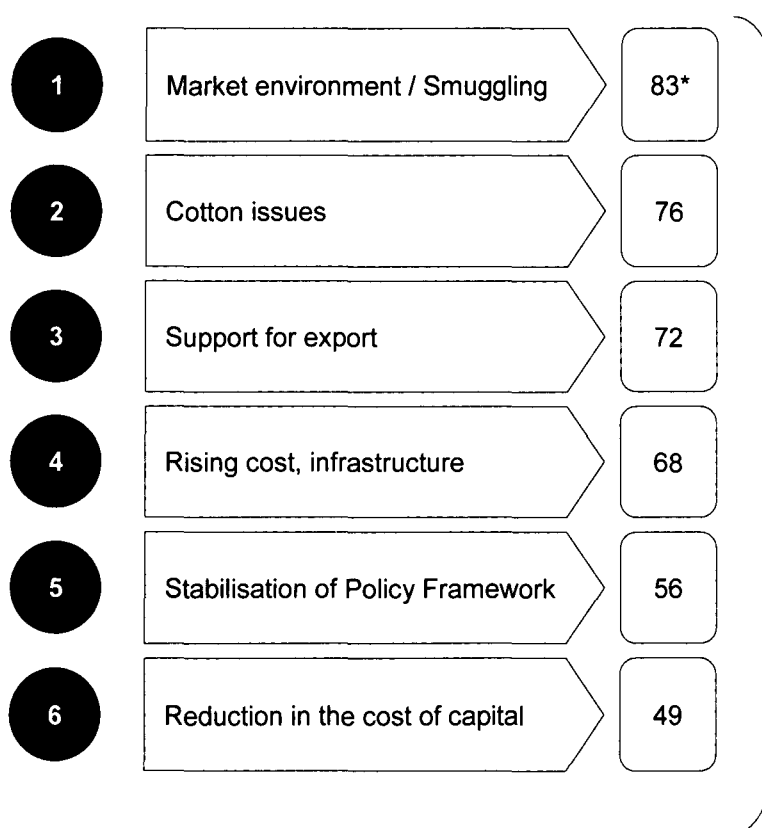 1 Market environment / Smuggling 83*
2 Cotton issues 76
3 Support for export 72
4 Rising cost, infrastructure 68
5 Stabilisation of Policy Framework 56
6 Reduction in the cost of capital 49